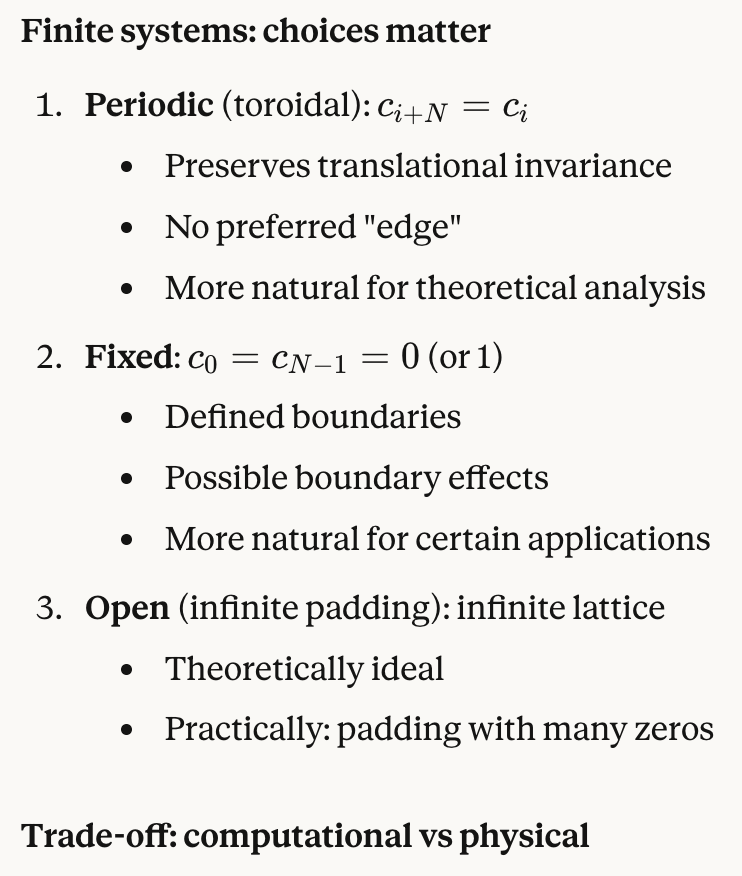 Finite systems: choices matter
1. Periodic (toroidal): c_{i+N} = c_i
• Preserves translational invariance
• No preferred "edge"
• More natural for theoretical analysis
2. Fixed: c_0 = c_{N−1} = 0 (or 1)
• Defined boundaries
• Possible boundary effects
• More natural for certain applications
3. Open (infinite padding): infinite lattice
• Theoretically ideal
• Practically: padding with many zeros
Trade-off: computational vs physical